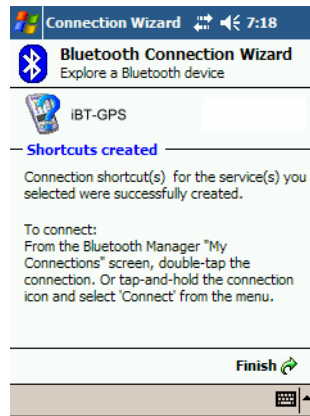 Connection Wizard 7:18
Bluetooth Connection Wizard
Explore a Bluetooth device
iBT-GPS
Shortcuts created
Connection shortcut(s) for the service(s) you
selected were successfully created.
To connect:
From the Bluetooth Manager "My
Connections" screen, double-tap the
connection. Or tap-and-hold the connection
icon and select 'Connect' from the menu.
Finish